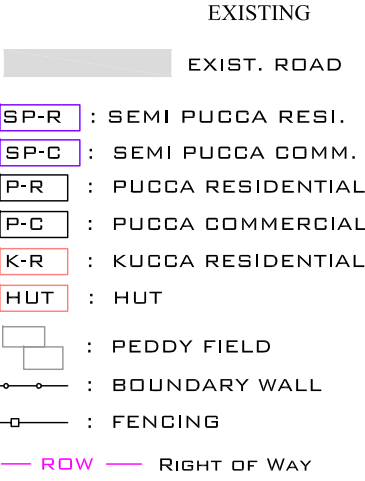 EXISTING
EXIST. ROAD
SP-R : SEMI PUCCA RESI.
SP-C : SEMI PUCCA COMM.
P-R : PUCCA RESIDENTIAL
P-C : PUCCA COMMERCIAL
K-R : KUCCA RESIDENTIAL
HUT : HUT
: PEDDY FIELD
: BOUNDARY WALL
: FENCING
ROW RIGHT OF WAY